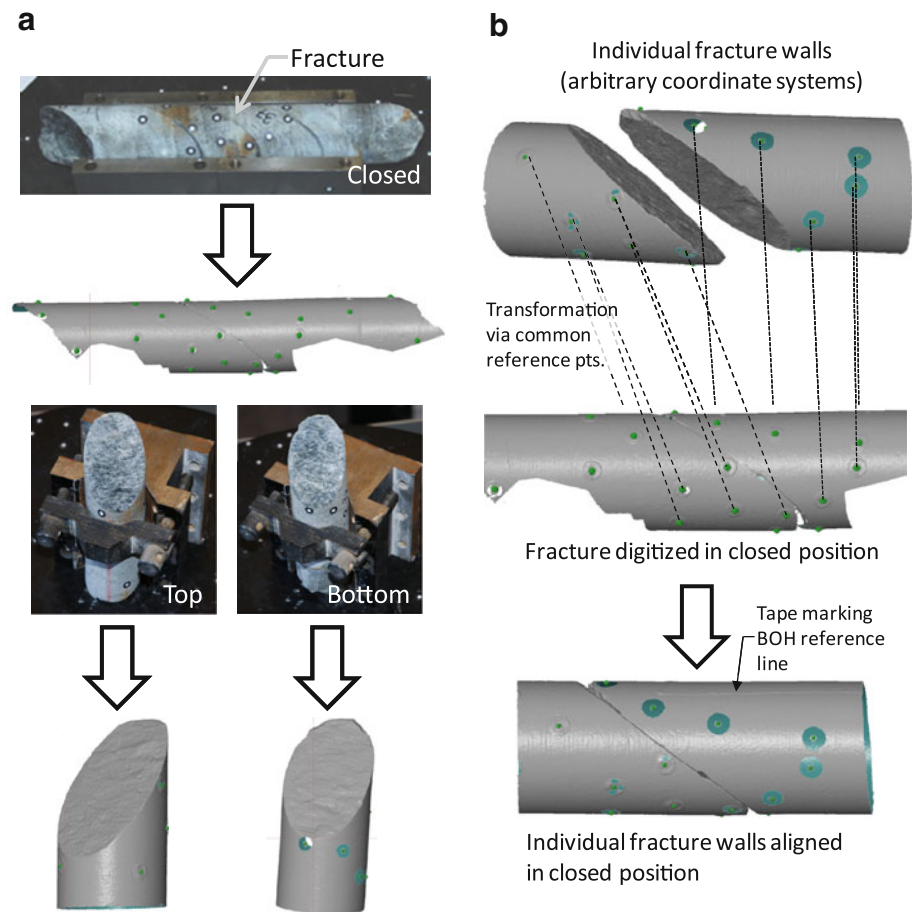 a
Fracture
Closed
Top
Bottom
b
Individual fracture walls
(arbitrary coordinate systems)
Transformation
via common
reference pts.
Fracture digitized in closed position
Tape marking
BOH reference
line
Individual fracture walls aligned
in closed position